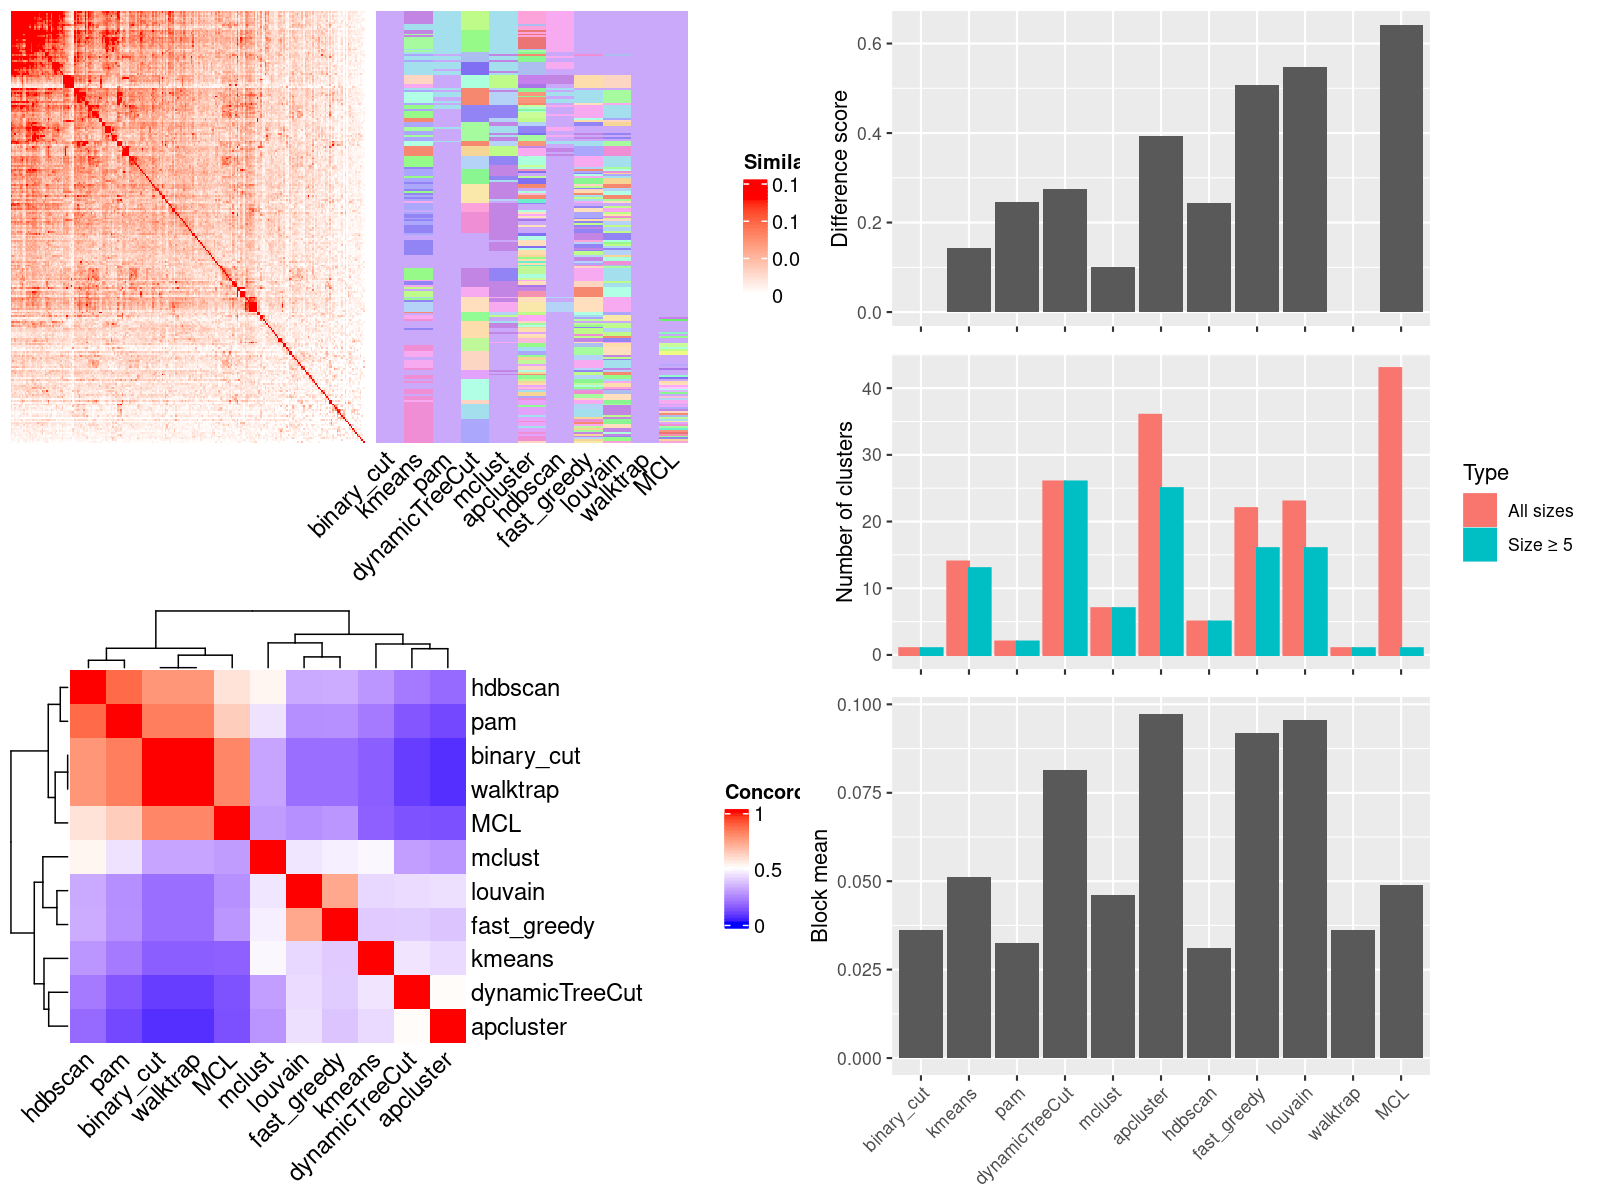 Simila
0.1
0.1
0.0
0
binary_cut
kmeans
pam
dynamicTreeCut
mclust
apcluster
hdbscan
fast_greedy
louvain
walktrap
MCL
hdbscan
pam
binary_cut
walktrap
MCL
mclust
louvain
fast_greedy
kmeans
dynamicTreeCut
apcluster
hdbscan
pam
binary_cut
walktrap
MCL
mclust
louvain
fast_greedy
kmeans
dynamicTreeCut
apcluster
Concord
1
0.5
0
Difference score
0.6
0.4
0.2
0.0
Number of clusters
40
30
20
10
0
Type
All sizes
Size ≥ 5
Block mean
0.100
0.075
0.050
0.025
0.000
binary_cut
kmeans
pam
dynamicTreeCut
mclust
apcluster
hdbscan
fast_greedy
louvain
walktrap
MCL